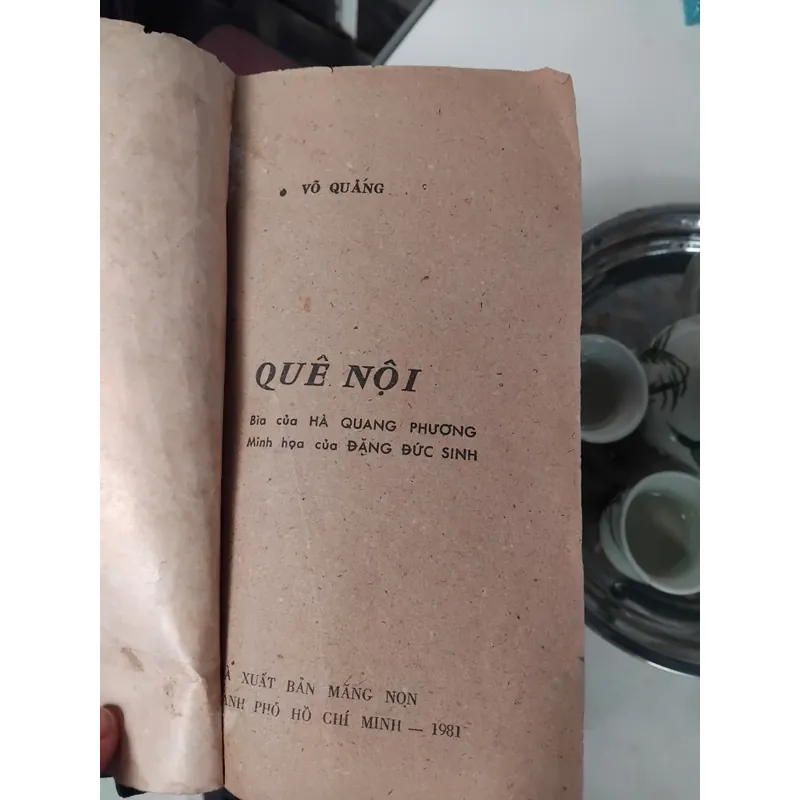 VÕ QUẢNG
QUÊ NỘI
Bìa của HÀ QUANG PHƯƠNG
Minh họa của ĐẶNG ĐỨC SINH
XUẤT BẢN MĂNG NON
PHỐ HỒ CHÍ MINH — 1981